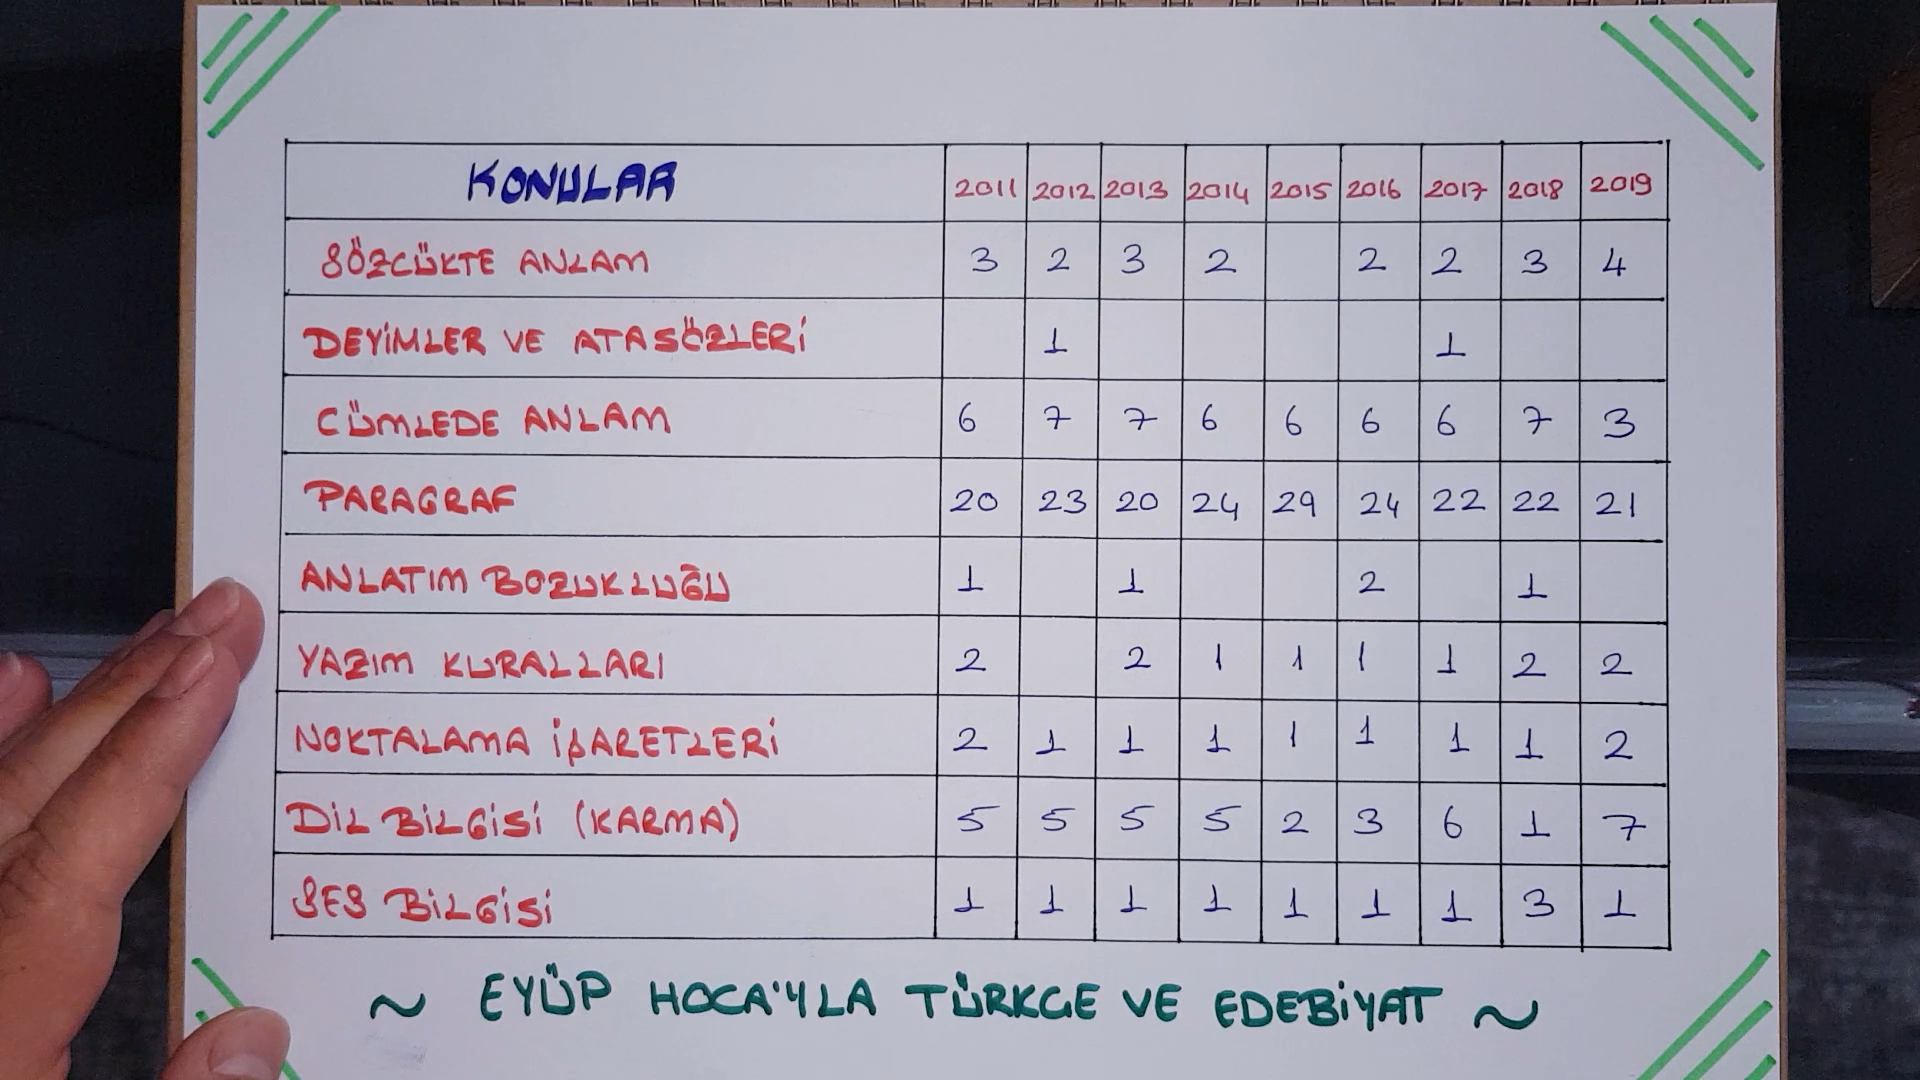 KONULAR 2011 2012 2013 2014 2015 2016 2017 2018 2019
SÖZCÜKTE ANLAM 3 2 3 2 2 2 3 4
DEYİMLER VE ATASÖZLERİ 1 1
CÜMLEDE ANLAM 6 7 7 6 6 6 6 7 3
PARAGRAF 20 23 20 24 29 24 22 22 21
ANLATIM BOZUKLUĞU 1 1 2 1
YAZIM KURALLARI 2 2 1 1 1 1 2 2
NOKTALAMA İŞARETLERİ 2 1 1 1 1 1 1 1 2
DİL BİLGİSİ (KARMA) 5 5 5 5 2 3 6 1 7
SES BİLGİSİ 1 1 1 1 1 1 1 3 1
~ EYÜP HOCA'YLA TÜRKCE VE EDEBİYAT ~